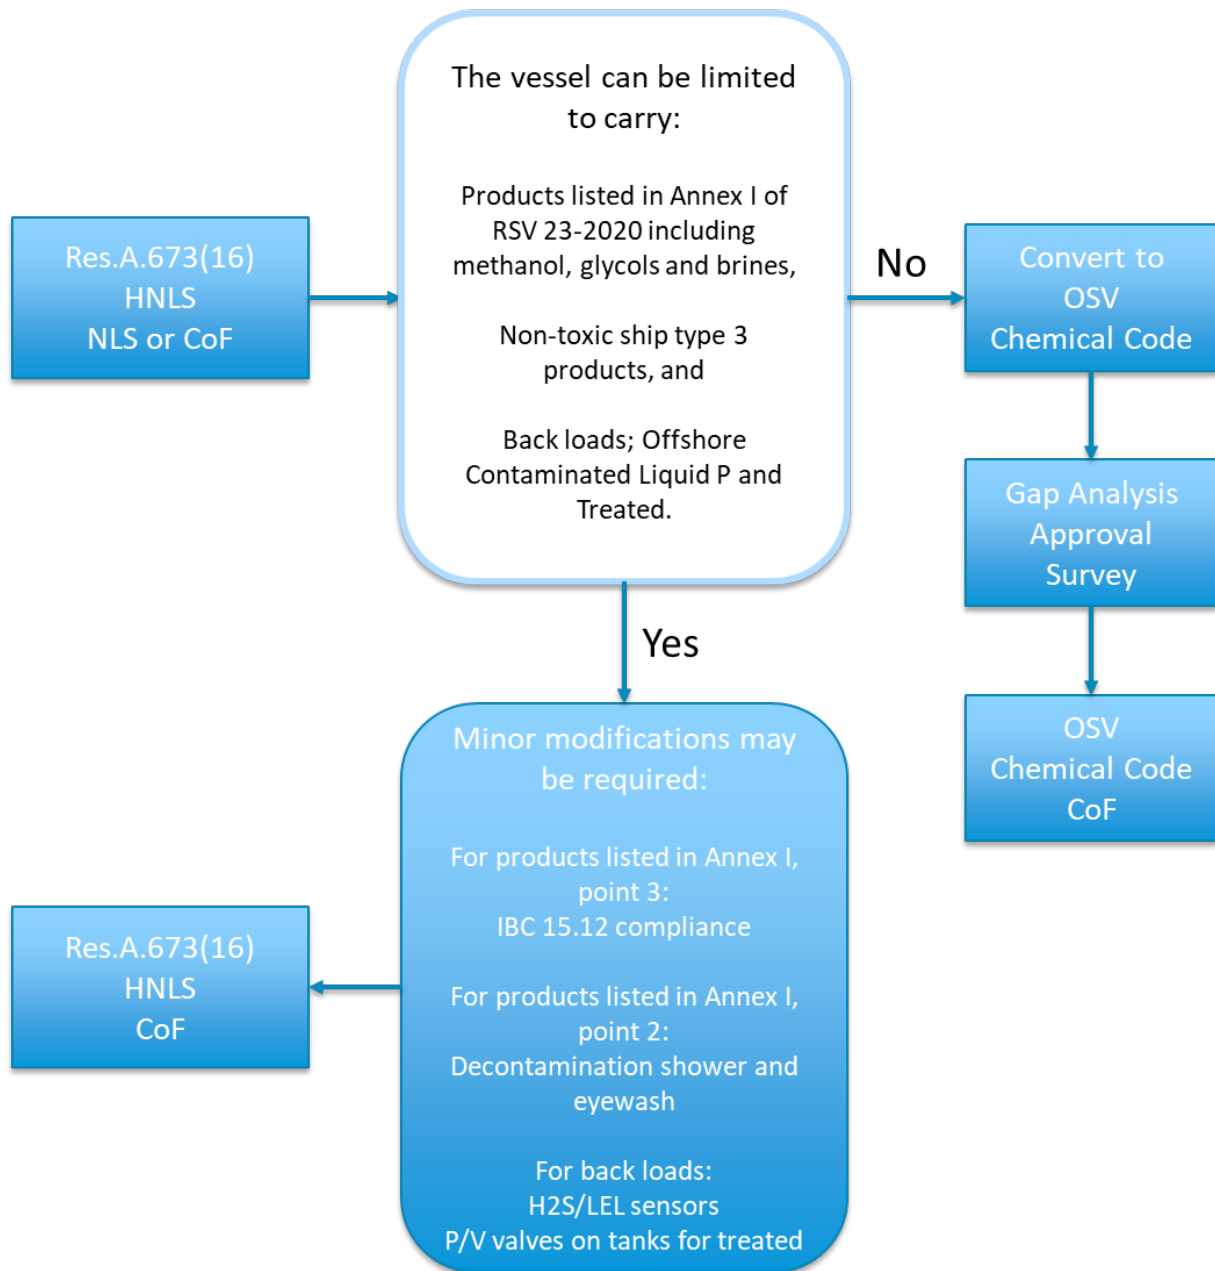 Res.A.673(16)
HNLS
NLS or CoF
The vessel can be limited
to carry:
Products listed in Annex I of
RSV 23-2020 including
methanol, glycols and brines,
Non-toxic ship type 3
products, and
Back loads; Offshore
Contaminated Liquid P and
Treated.
No
Convert to
OSV
Chemical Code
Gap Analysis
Approval
Survey
OSV
Chemical Code
CoF
Yes
Minor modifications may
be required:
For products listed in Annex I,
point 3:
IBC 15.12 compliance
For products listed in Annex I,
point 2:
Decontamination shower and
eyewash
For back loads:
H2S/LEL sensors
P/V valves on tanks for treated
Res.A.673(16)
HNLS
CoF